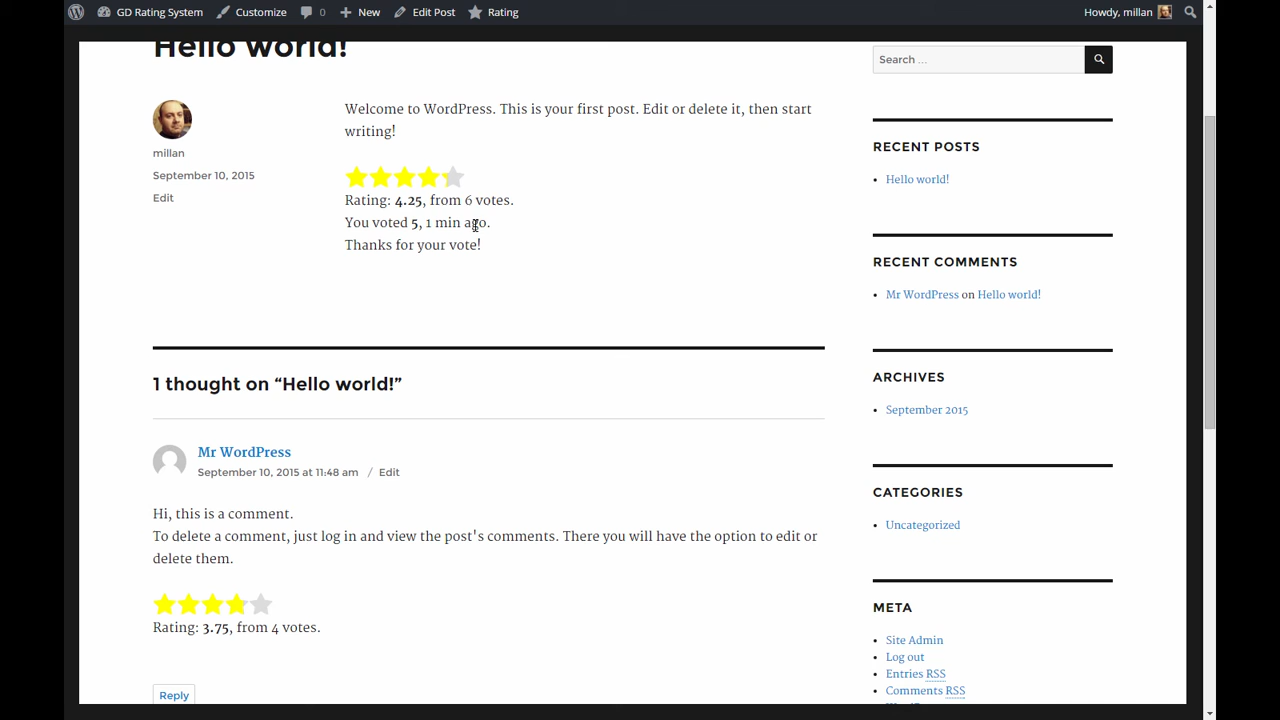 GD Rating System Customize 0 New Edit Post Rating Howdy, millan
Hello world!
millan
September 10, 2015
Edit
Welcome to WordPress. This is your first post. Edit or delete it, then start
writing!
Rating: 4.25, from 6 votes.
You voted 5, 1 min ago.
Thanks for your vote!
1 thought on “Hello world!”
Mr WordPress
September 10, 2015 at 11:48 am / Edit
Hi, this is a comment.
To delete a comment, just log in and view the post's comments. There you will have the option to edit or
delete them.
Rating: 3.75, from 4 votes.
Reply
Search ...
RECENT POSTS
Hello world!
RECENT COMMENTS
Mr WordPress on Hello world!
ARCHIVES
September 2015
CATEGORIES
Uncategorized
META
Site Admin
Log out
Entries RSS
Comments RSS